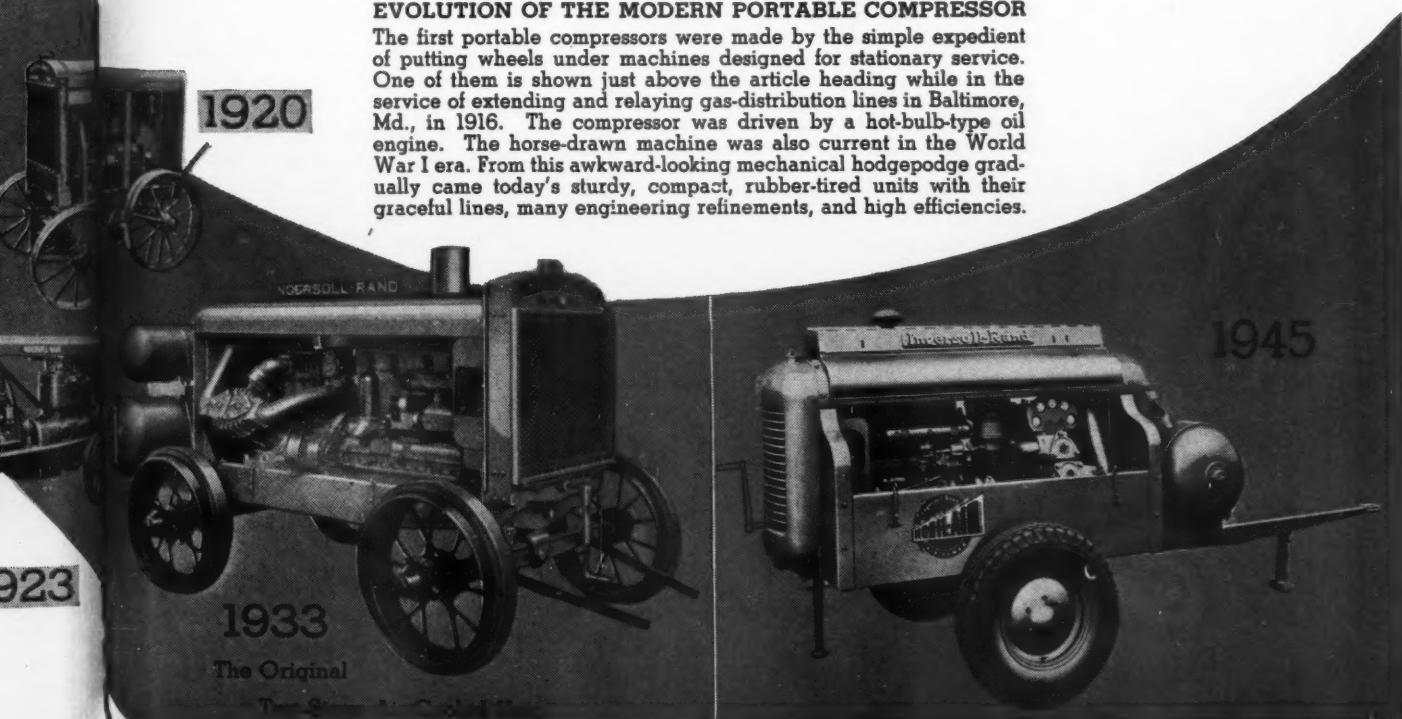 EVOLUTION OF THE MODERN PORTABLE COMPRESSOR
The first portable compressors were made by the simple expedient
of putting wheels under machines designed for stationary service.
One of them is shown just above the article heading while in the
service of extending and relaying gas-distribution lines in Baltimore,
Md., in 1916. The compressor was driven by a hot-bulb-type oil
engine. The horse-drawn machine was also current in the World
War I era. From this awkward-looking mechanical hodgepodge grad-
ually came today's sturdy, compact, rubber-tired units with their
graceful lines, many engineering refinements, and high efficiencies.
1920
NGERSOLL-RAND
Ingersoll-Rand
1945
923
1933
The Original